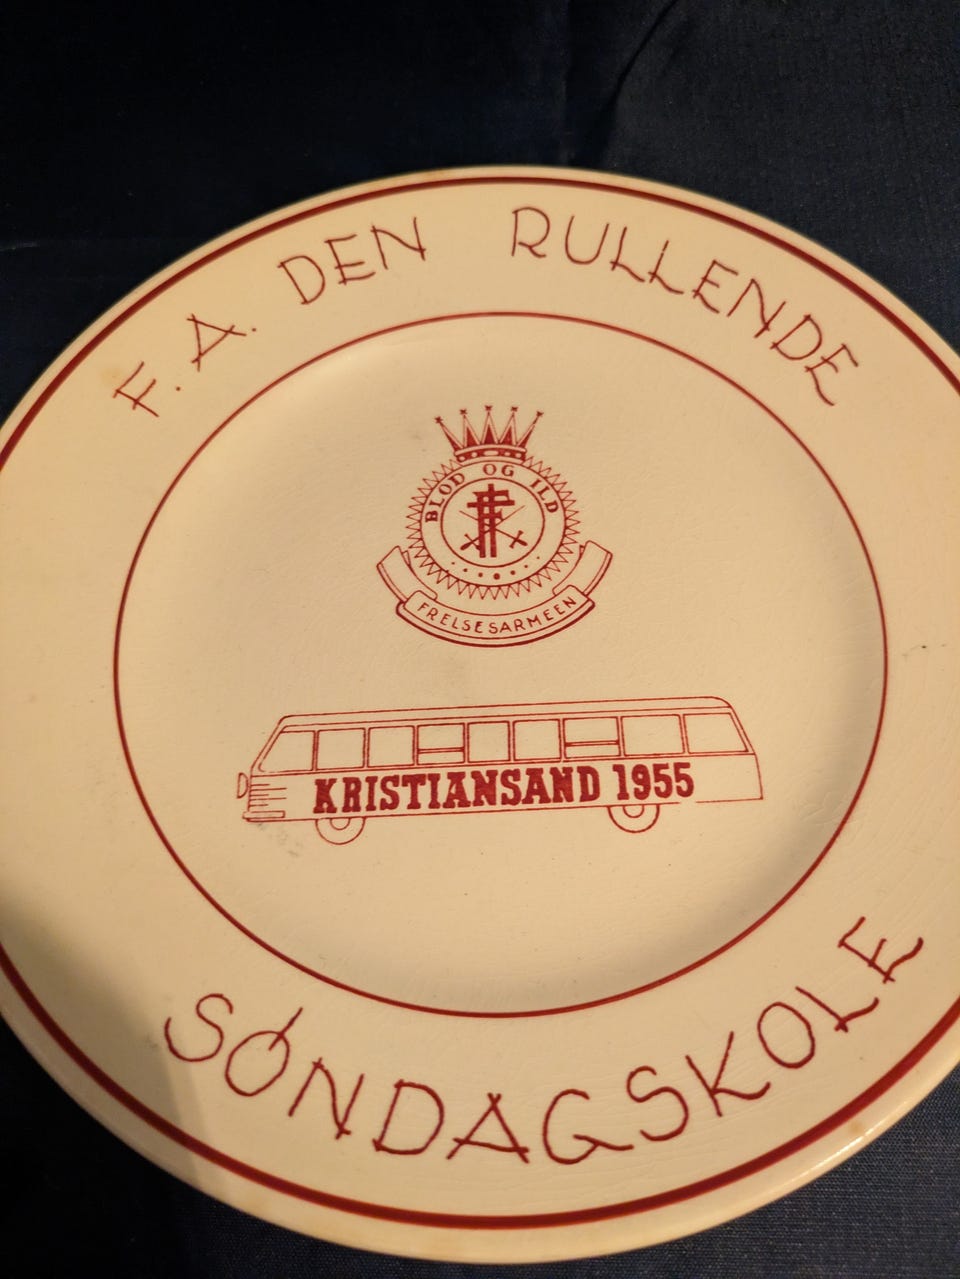 F. A. DEN RULLENDE
BLOD OG ILD
FRELSESARMEEN
KRISTIANSAND 1955
SØNDAGSKOLE